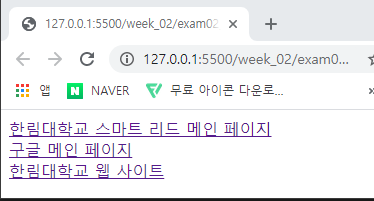 127.0.0.1:5500/week_02/exam02
127.0.0.1:5500/week_02/exam0...
앱 NAVER 무료 아이콘 다운로... »
한림대학교 스마트 리드 메인 페이지
구글 메인 페이지
한림대학교 웹 사이트